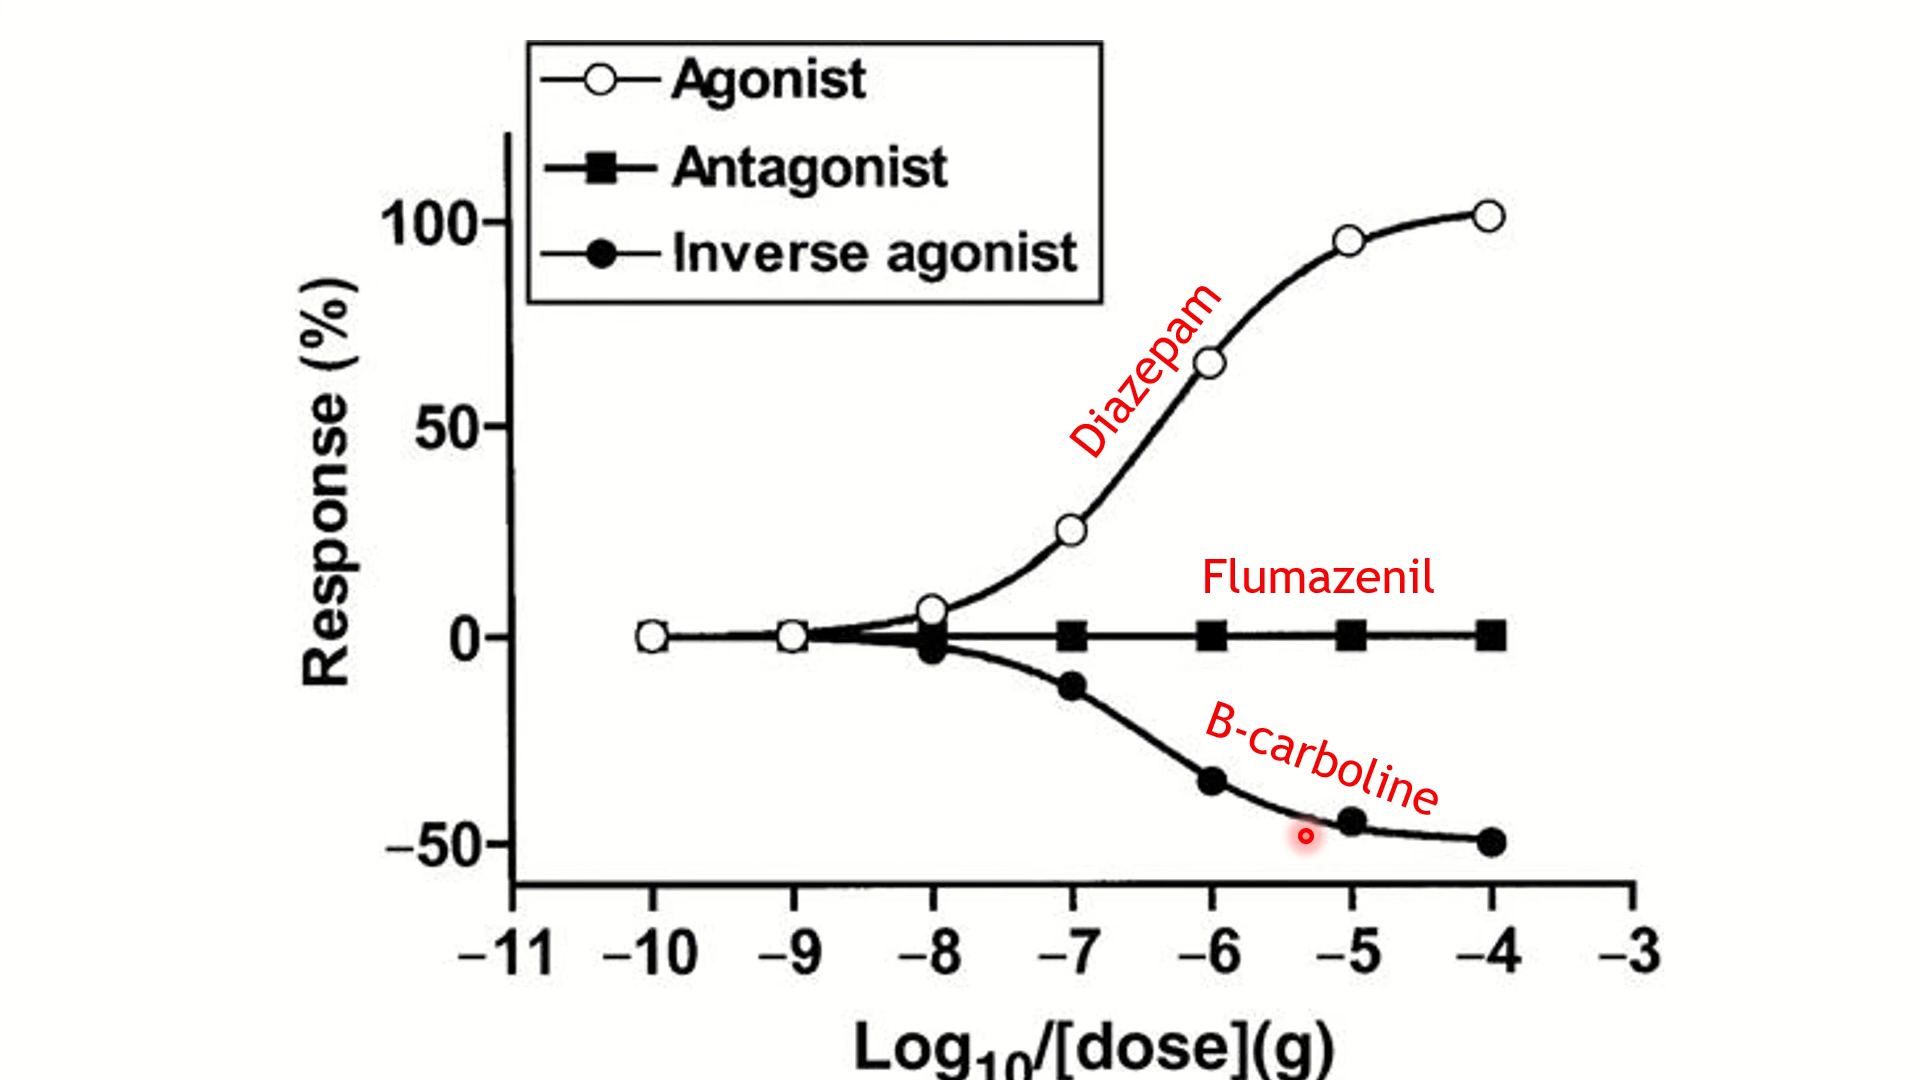 Agonist
Antagonist
Inverse agonist
Response (%)
100
50
0
–50
Diazepam
Flumazenil
B-carboline
–11 –10 –9 –8 –7 –6 –5 –4 –3
Log10/[dose](g)